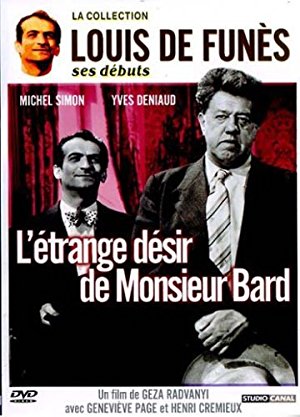 LA COLLECTION
LOUIS DE FUNÈS
ses débuts
MICHEL SIMON YVES DENIAUD
L'étrange désir
de Monsieur Bard
Un film de GEZA RADVANYI
avec GENEVIÈVE PAGE et HENRI CREMIEUX
DVD
VIDEO
STUDIO CANAL